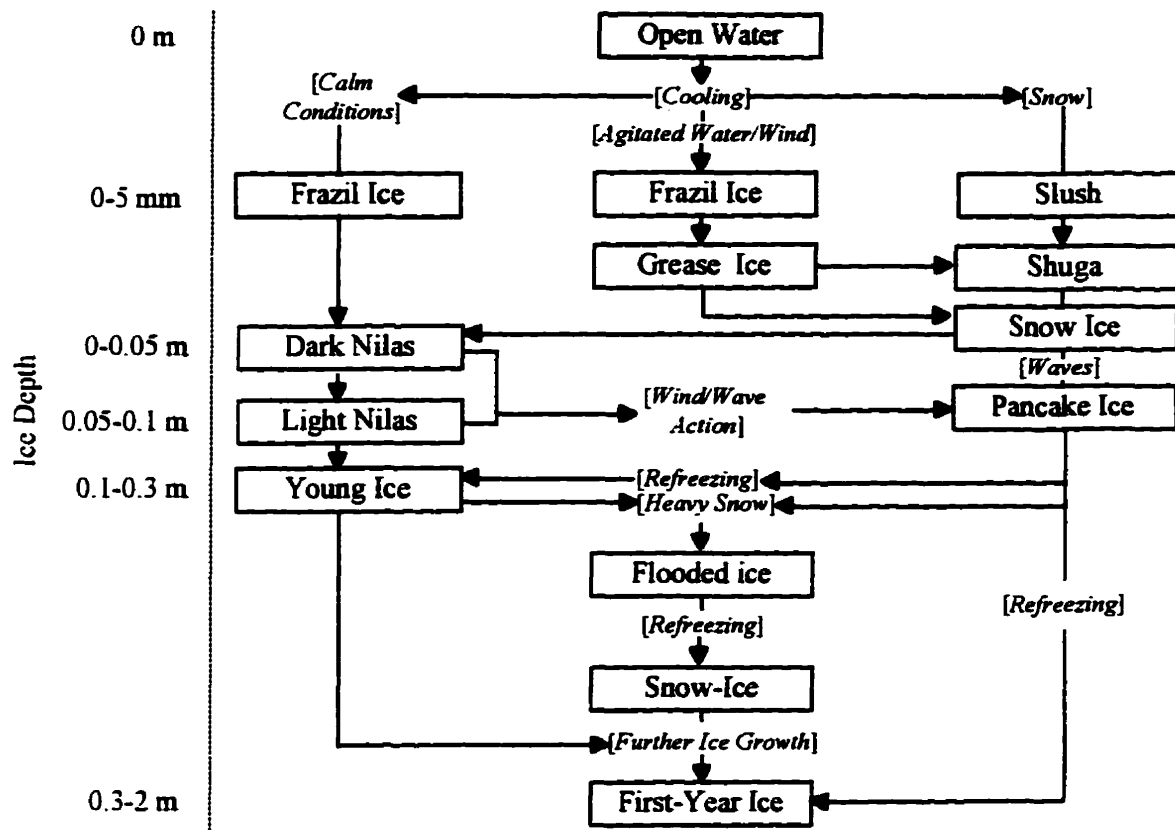 0 m
Open Water
[Calm
Conditions]
[Cooling]
[Snow]
[Agitated Water/Wind]
0-5 mm
Frazil Ice
Frazil Ice
Slush
Grease Ice
Shuga
Snow Ice
0-0.05 m
Dark Nilas
[Waves]
Ice Depth
0.05-0.1 m
Light Nilas
[Wind/Wave
Action]
Pancake Ice
0.1-0.3 m
Young Ice
[Refreezing]
[Heavy Snow]
Flooded ice
[Refreezing]
[Refreezing]
Snow-Ice
[Further Ice Growth]
0.3-2 m
First-Year Ice